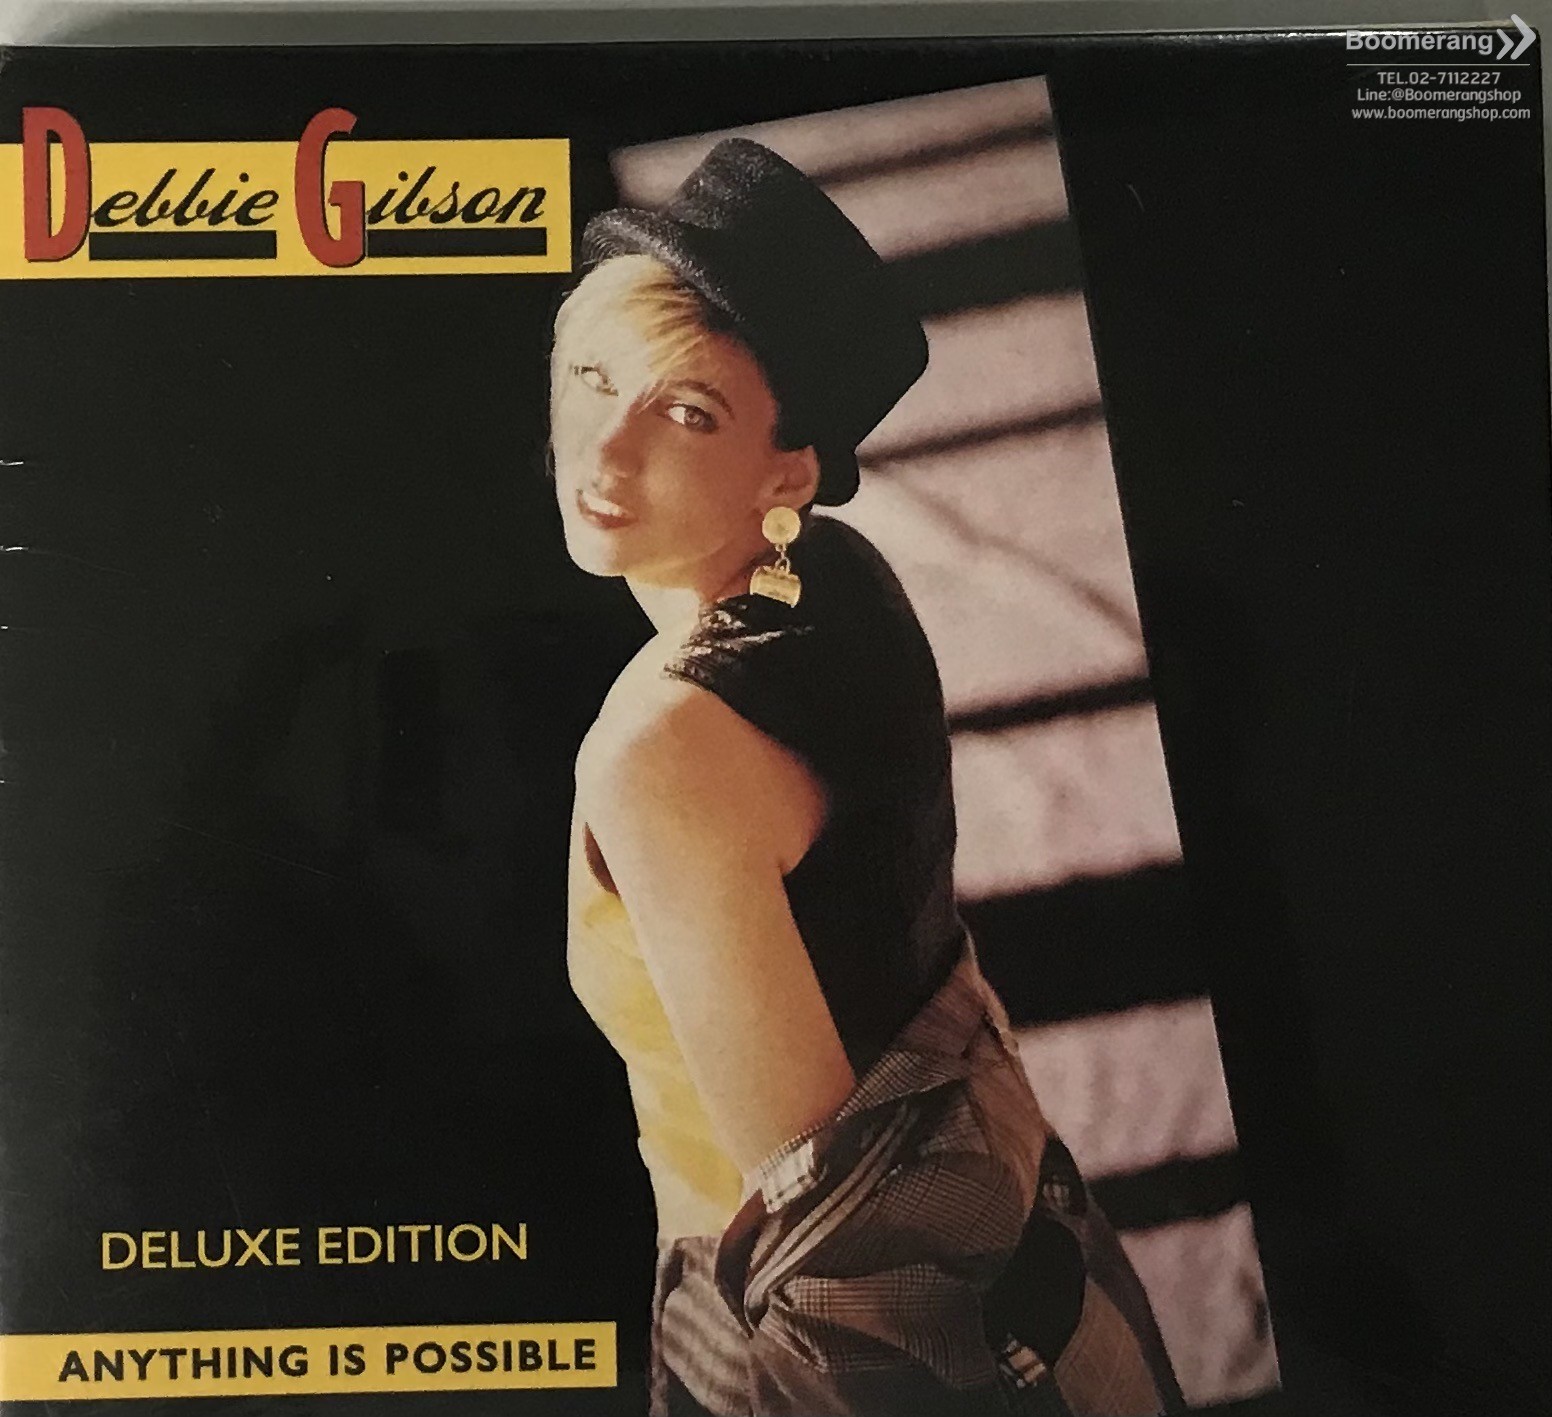 Boomerang
TEL.02-7112227
Line:@Boomerangshop
www.boomerangshop.com
Debbie Gibson
DELUXE EDITION
ANYTHING IS POSSIBLE